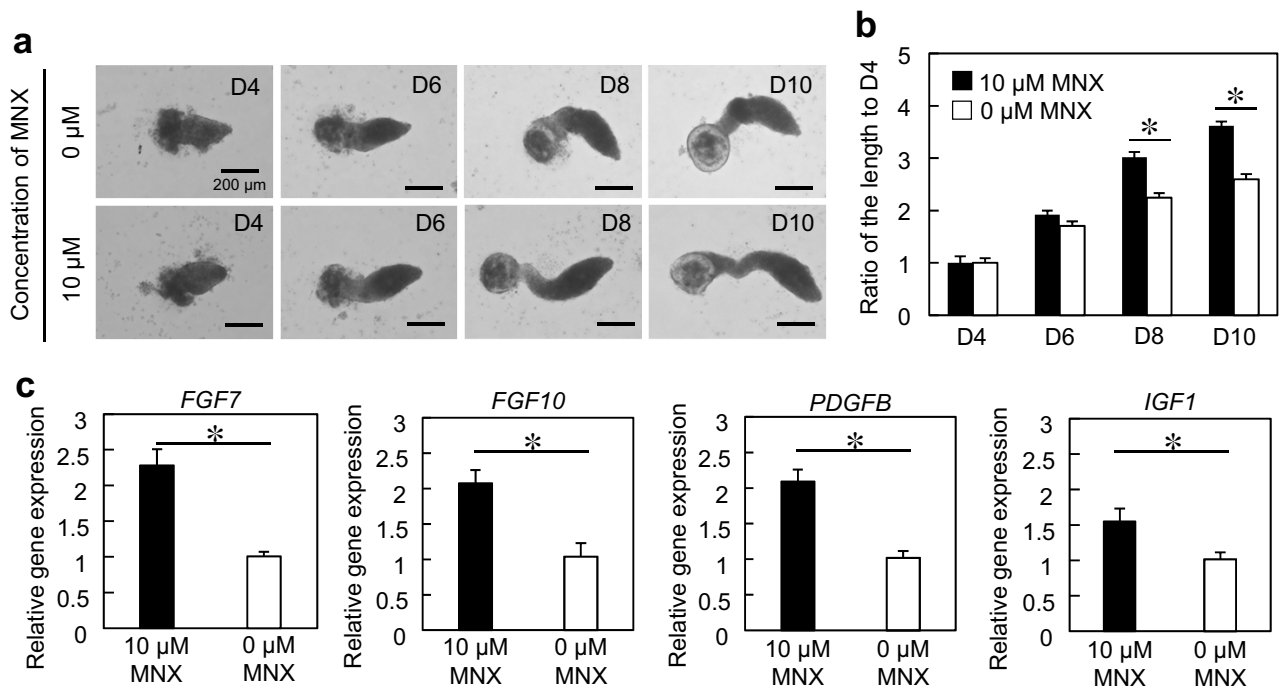 a
Concentration of MNX
0 µM
D4
D6
D8
D10
200 µm
10 µM
D4
D6
D8
D10
b
Ratio of the length to D4
5
4
3
2
1
0
10 µM MNX
0 µM MNX
*
*
D4
D6
D8
D10
c
FGF7
Relative gene expression
3
2.5
2
1.5
1
0.5
0
*
10 µM
MNX
0 µM
MNX
FGF10
Relative gene expression
3
2.5
2
1.5
1
0.5
0
*
10 µM
MNX
0 µM
MNX
PDGFB
Relative gene expression
3
2.5
2
1.5
1
0.5
0
*
10 µM
MNX
0 µM
MNX
IGF1
Relative gene expression
3
2.5
2
1.5
1
0.5
0
*
10 µM
MNX
0 µM
MNX